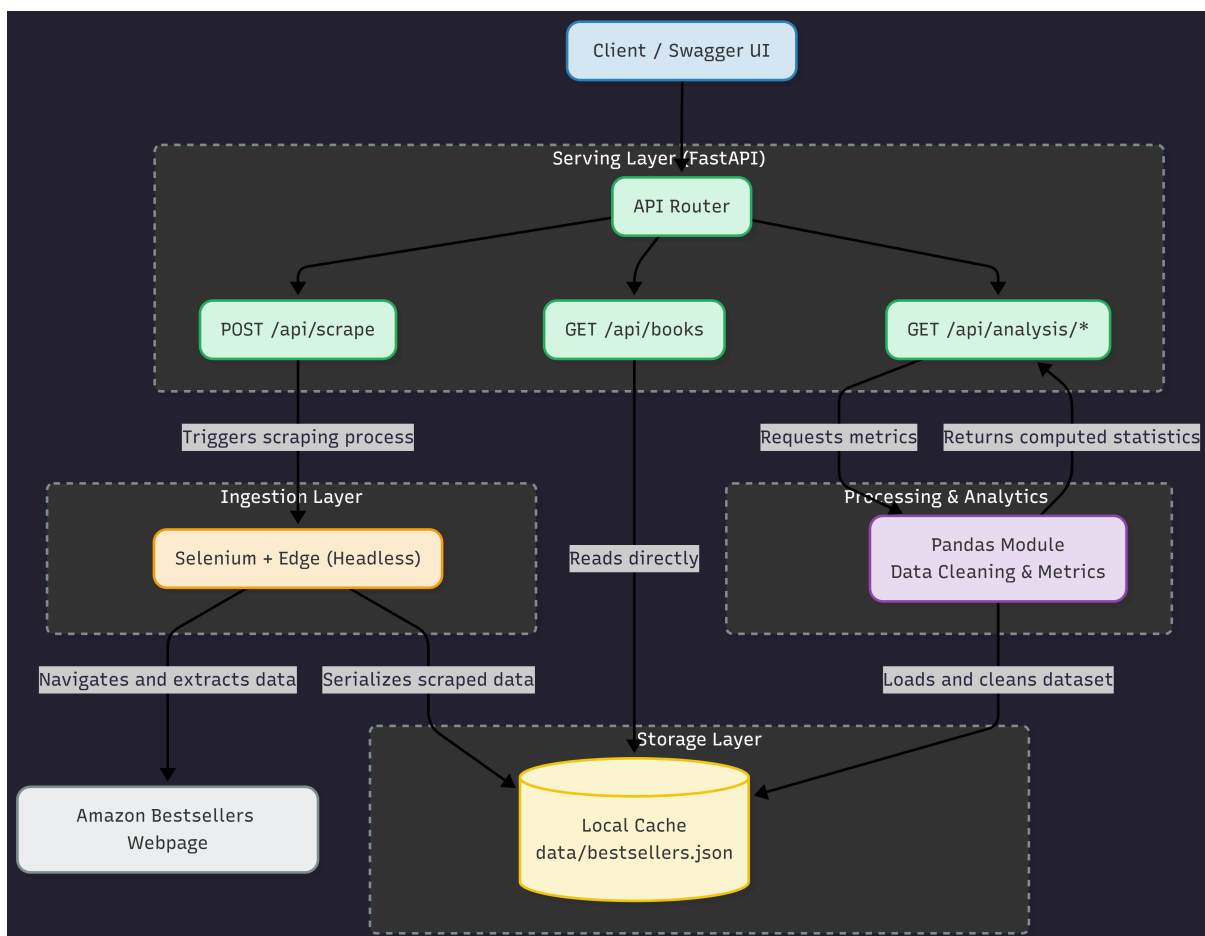 Client / Swagger UI
Serving Layer (FastAPI)
API Router
POST /api/scrape
GET /api/books
GET /api/analysis/*
Triggers scraping process
Requests metrics
Returns computed statistics
Ingestion Layer
Processing & Analytics
Selenium + Edge (Headless)
Reads directly
Pandas Module
Data Cleaning & Metrics
Navigates and extracts data
Serializes scraped data
Loads and cleans dataset
Storage Layer
Amazon Bestsellers
Webpage
Local Cache
data/bestsellers.json